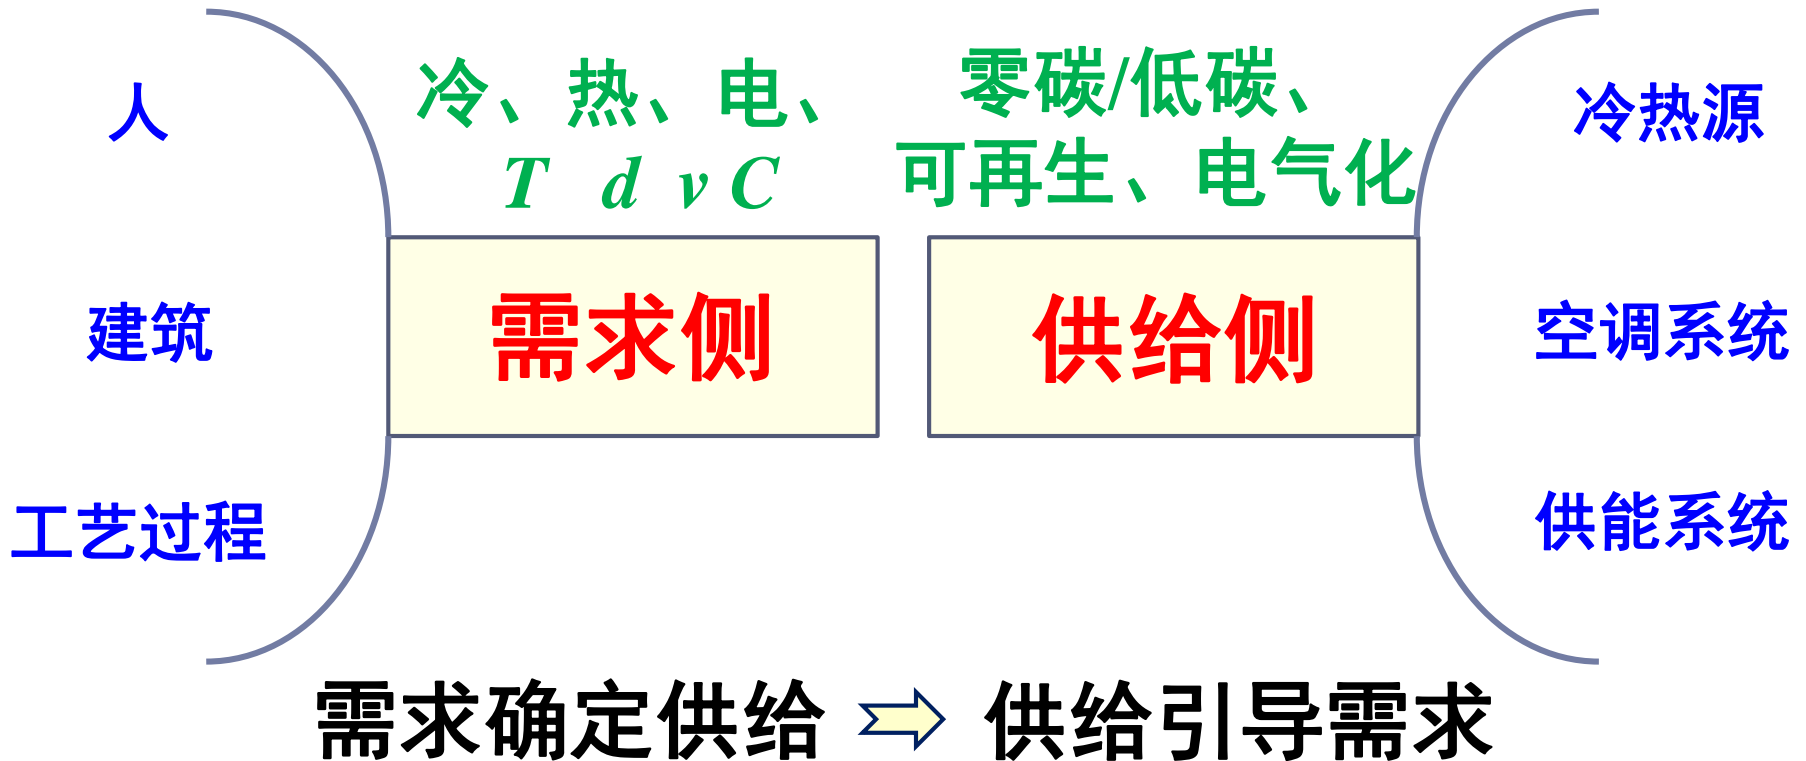 人
建筑
工艺过程
冷、热、电、
T d v C
需求侧
零碳/低碳、
可再生、电气化
供给侧
冷热源
空调系统
供能系统
需求确定供给
供给引导需求